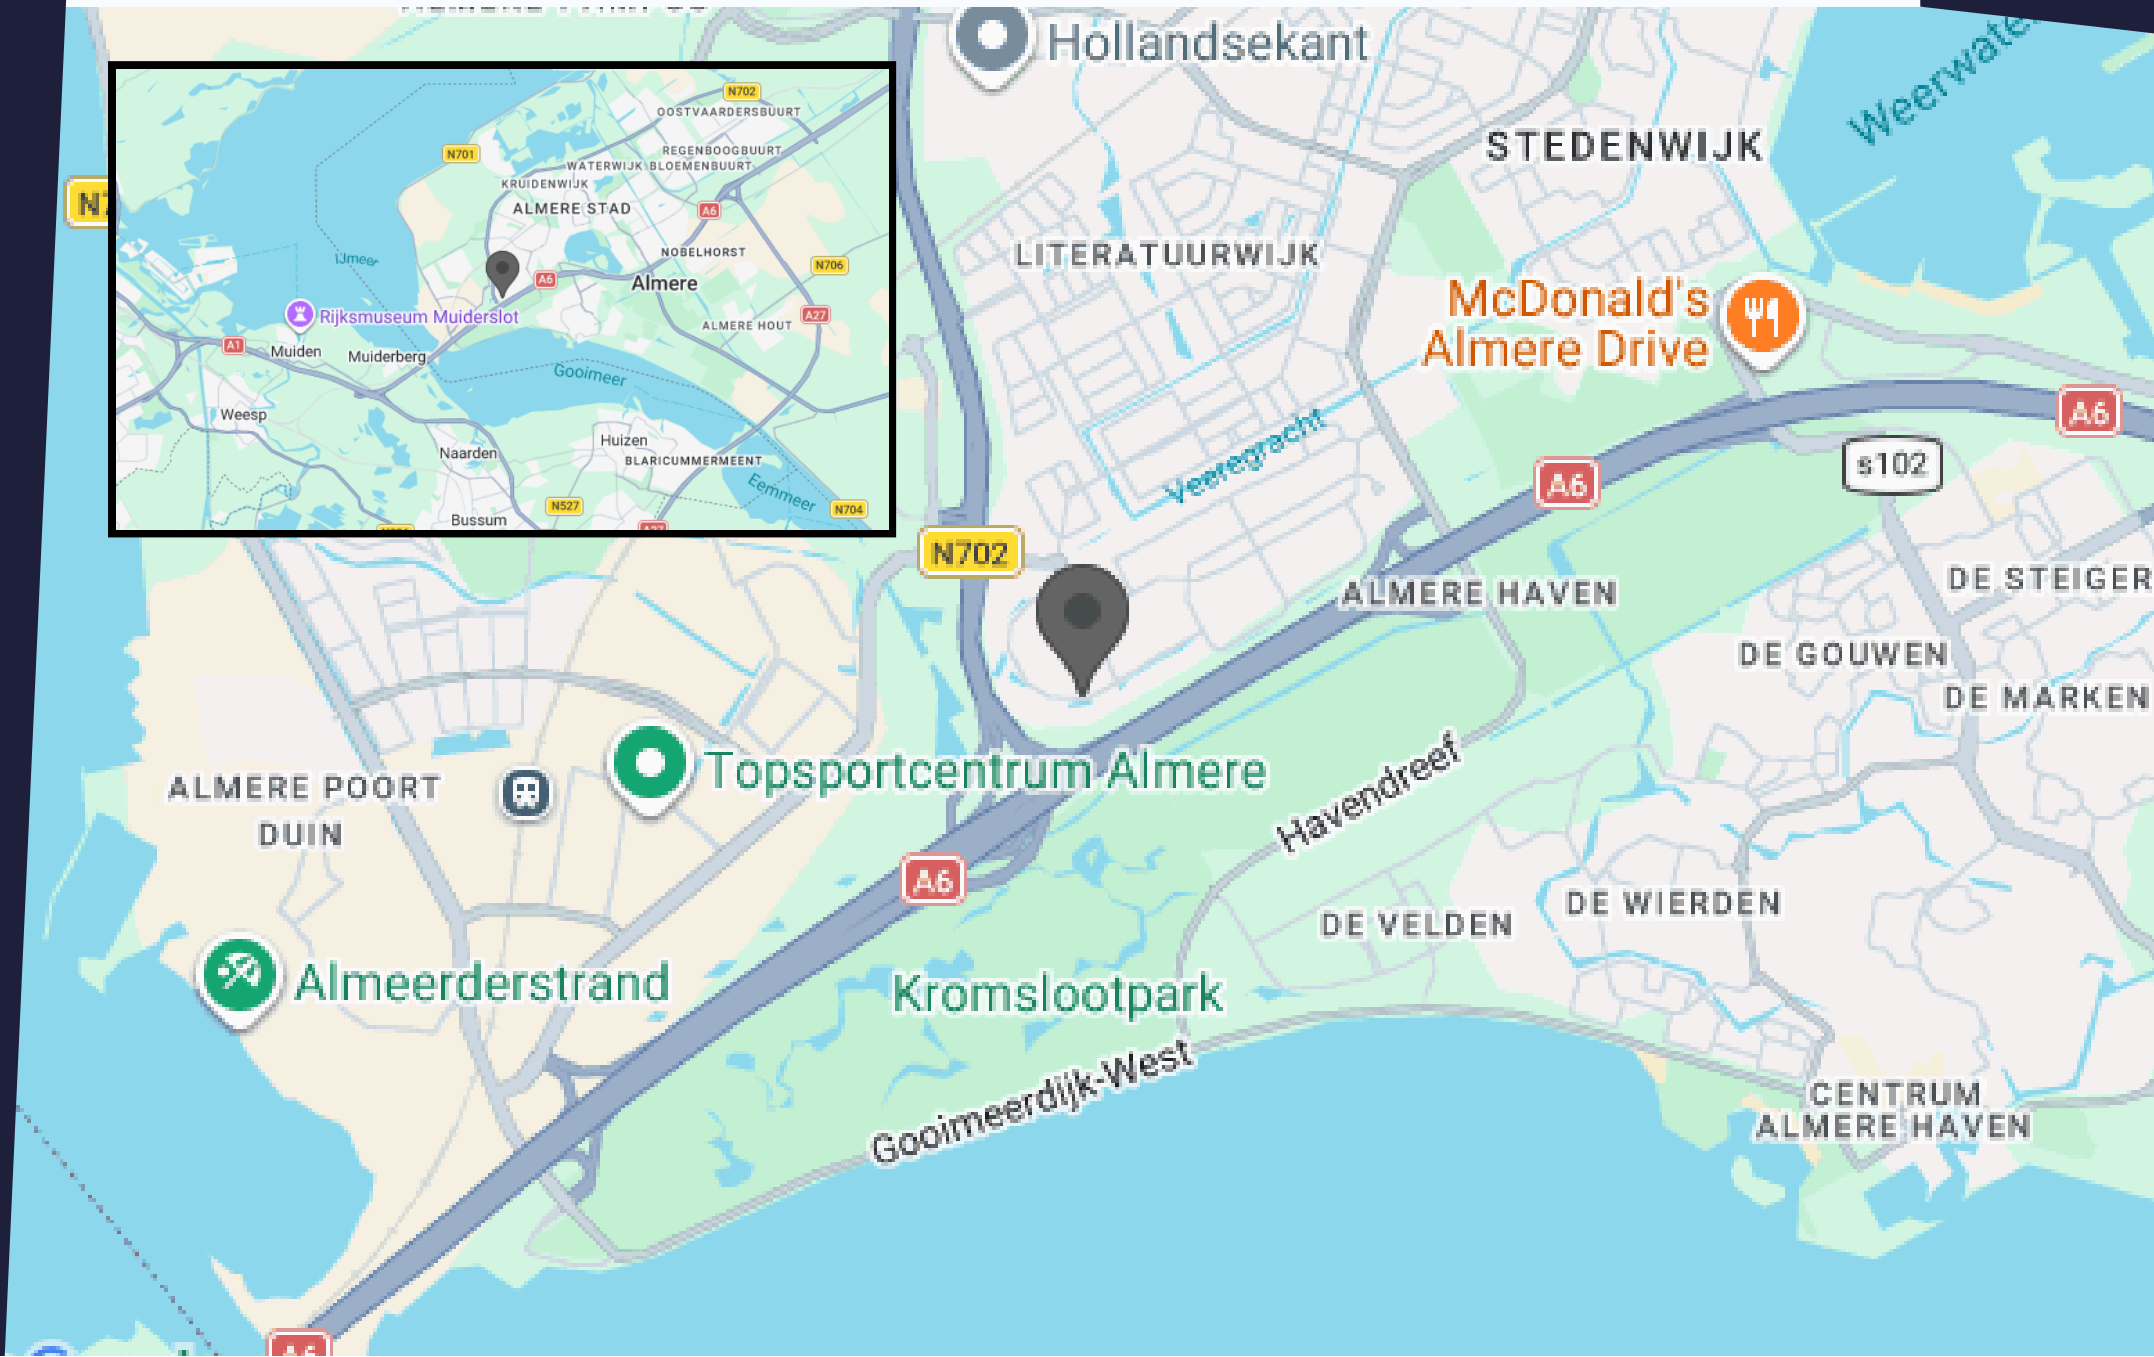 Hollandsekant
Weerwate
STEDENWIJK
LITERATUURWIJK
McDonald's
Almere Drive
A6
A6
s102
Veeregracht
N702
ALMERE HAVEN
DE STEIGER
DE GOUWEN
DE MARKEN
Topsportcentrum Almere
ALMERE POORT
DUIN
Havendreef
A6
DE WIERDEN
DE VELDEN
Almeerderstrand
Kromslootpark
Gooimeerdijk-West
CENTRUM
ALMERE HAVEN
A6
N702
OOSTVAARDERSBUURT
N701
REGENBOOGBUURT
WATERWIJK BLOEMENBUURT
KRUIDENWIJK
ALMERE STAD
A6
NOBELHORST
IJmeer
N706
A6
Almere
Rijksmuseum Muiderslot
A27
ALMERE HOUT
A1
Muiden
Muiderberg
Gooimeer
Weesp
Huizen
Naarden
BLARICUMMERMEENT
Eemmeer
N527
N704
Bussum